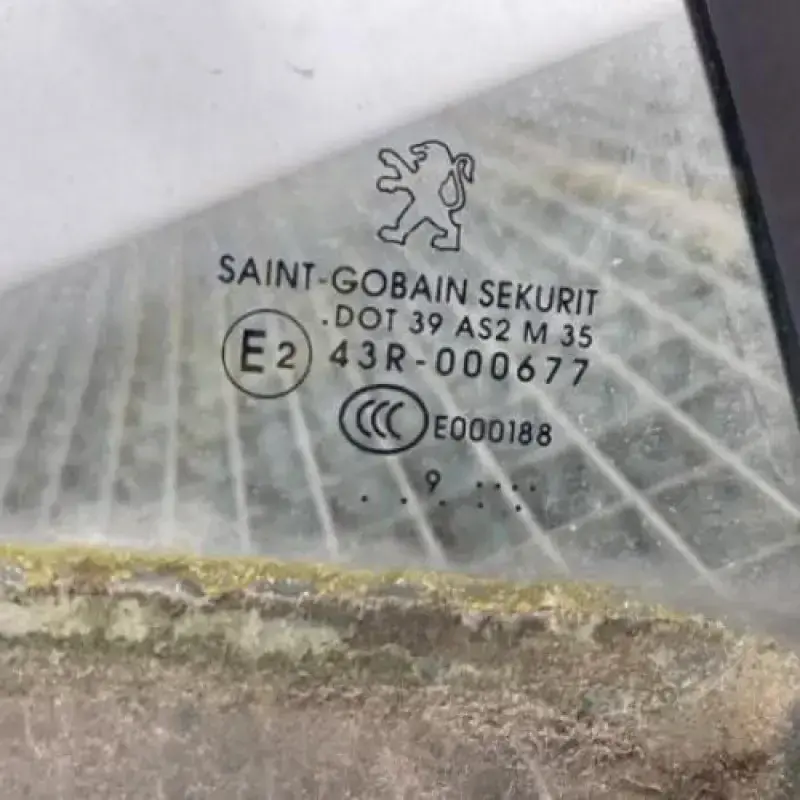 SAINT-GOBAIN SEKURIT
.DOT 39 AS2 M 35
E2 43R-000677
CCC E000188
. . 9 . : : . : .